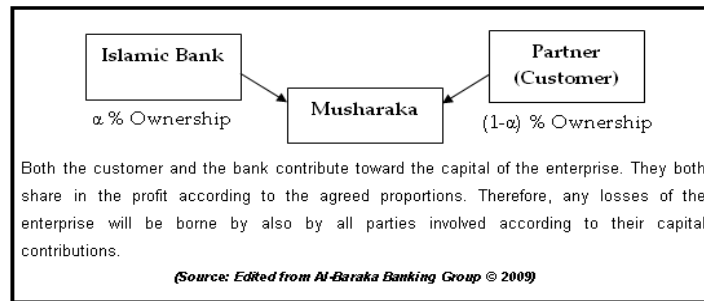 Islamic Bank
Partner
(Customer)
Musharaka
α % Ownership
(1-α) % Ownership
Both the customer and the bank contribute toward the capital of the enterprise. They both
share in the profit according to the agreed proportions. Therefore, any losses of the
enterprise will be borne by also by all parties involved according to their capital
contributions.
(Source: Edited from Al-Baraka Banking Group © 2009)